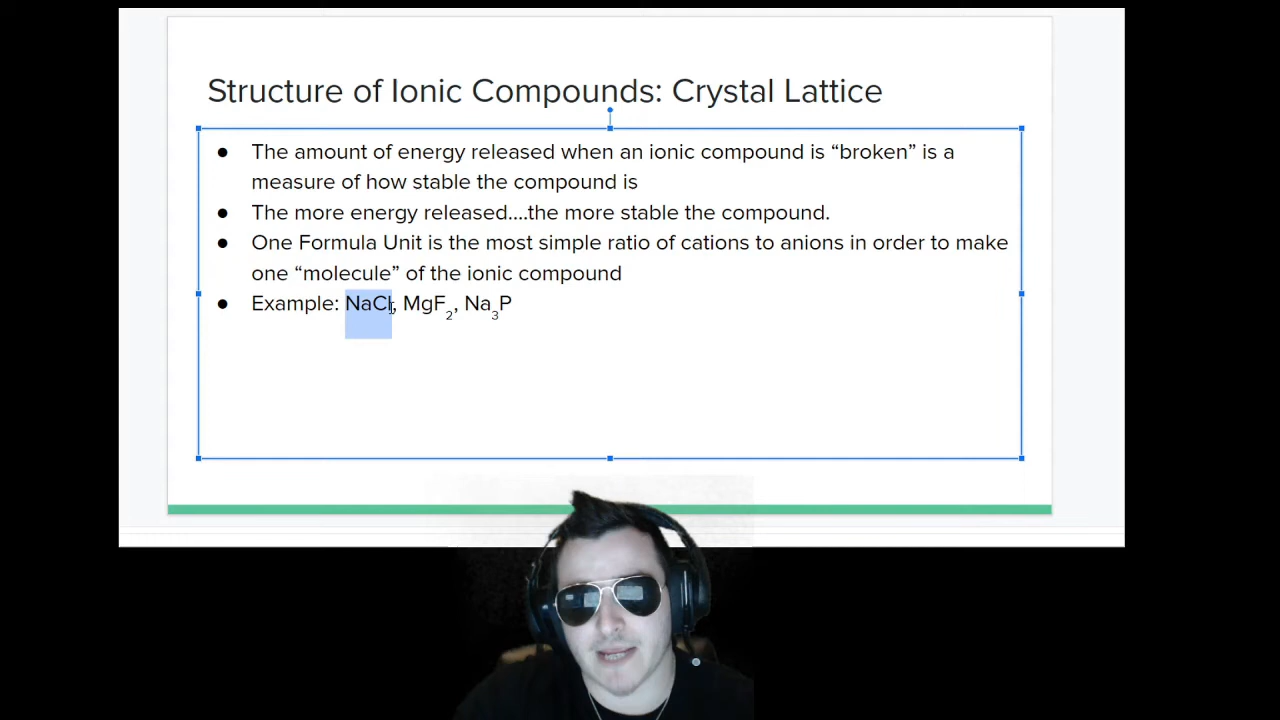 Structure of Ionic Compounds: Crystal Lattice
● The amount of energy released when an ionic compound is “broken” is a
measure of how stable the compound is
● The more energy released....the more stable the compound.
● One Formula Unit is the most simple ratio of cations to anions in order to make
one “molecule” of the ionic compound
● Example: NaCl, MgF₂, Na₃P